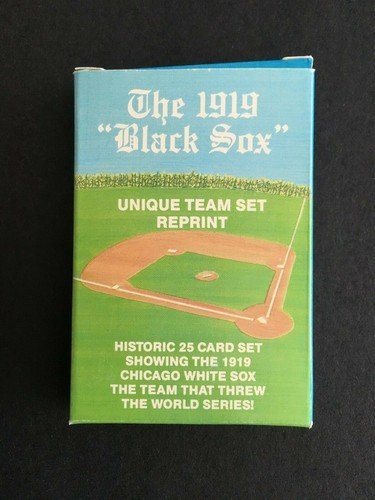 The 1919
"Black Sox"
UNIQUE TEAM SET
REPRINT
HISTORIC 25 CARD SET
SHOWING THE 1919
CHICAGO WHITE SOX
THE TEAM THAT THREW
THE WORLD SERIES!